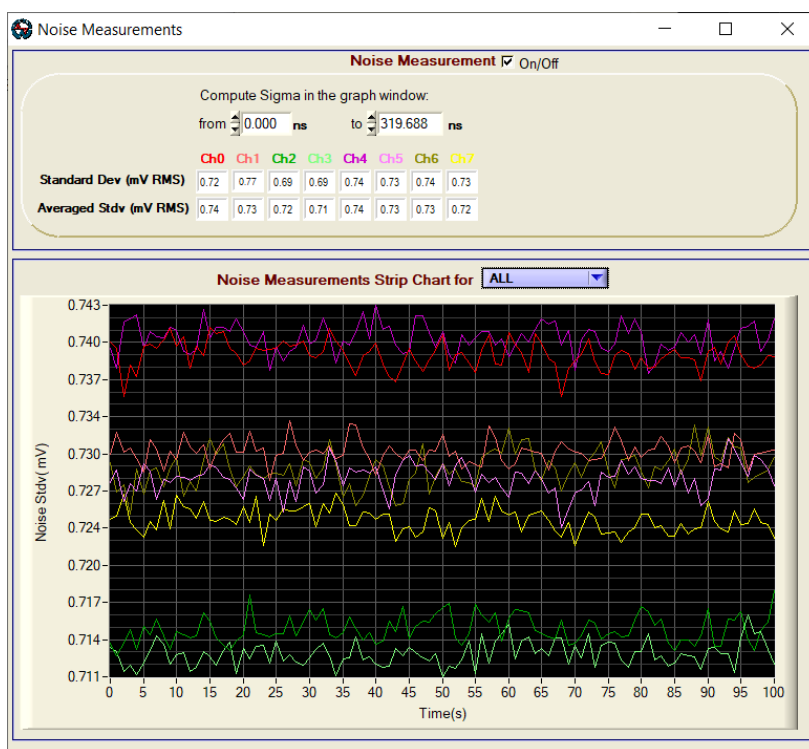 Noise Measurements
Noise Measurement On/Off
Compute Sigma in the graph window:
from 0.000 ns to 319.688 ns
Ch0 Ch1 Ch2 Ch3 Ch4 Ch5 Ch6 Ch7
Standard Dev (mV RMS) 0.72 0.77 0.69 0.69 0.74 0.73 0.74 0.73
Averaged Stdv (mV RMS) 0.74 0.73 0.72 0.71 0.74 0.73 0.73 0.72
Noise Measurements Strip Chart for ALL
Noise Stdv( mV)
0.743
0.740
0.737
0.734
0.730
0.727
0.724
0.720
0.717
0.714
0.711
0 5 10 15 20 25 30 35 40 45 50 55 60 65 70 75 80 85 90 95 100
Time(s)